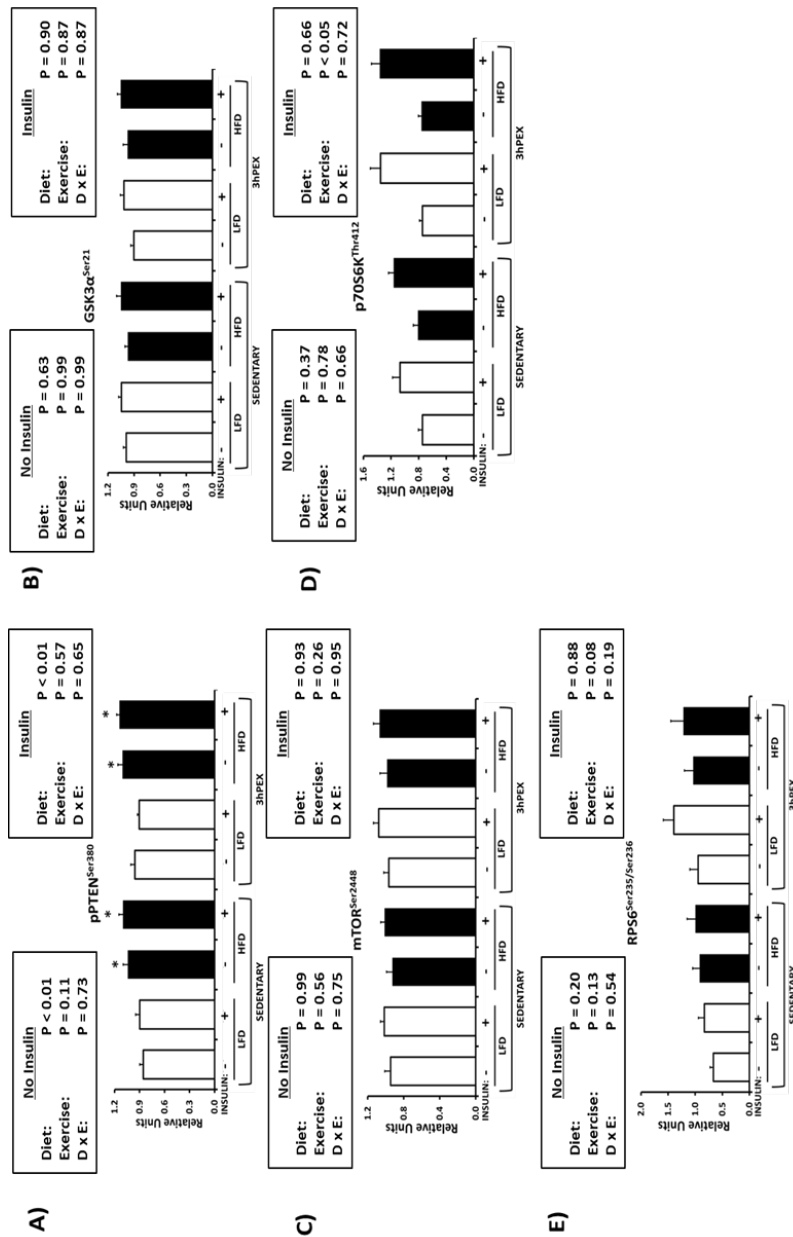 A)
No Insulin
Diet: P < 0.01
Exercise: P = 0.11
D x E: P = 0.73
Insulin
Diet: P < 0.01
Exercise: P = 0.57
D x E: P = 0.65
pPTEN^Ser380
Relative Units
1.2
0.9
0.6
0.3
0.0
* * * *
INSULIN: - + - + - + - +
LFD HFD LFD HFD
SEDENTARY 3hPEX
B)
No Insulin
Diet: P = 0.63
Exercise: P = 0.99
D x E: P = 0.99
Insulin
Diet: P = 0.90
Exercise: P = 0.87
D x E: P = 0.87
GSK3α^Ser21
Relative Units
1.2
0.9
0.6
0.3
0.0
INSULIN: - + - + - + - +
LFD HFD LFD HFD
SEDENTARY 3hPEX
C)
No Insulin
Diet: P = 0.99
Exercise: P = 0.56
D x E: P = 0.75
Insulin
Diet: P = 0.93
Exercise: P = 0.26
D x E: P = 0.95
mTOR^Ser2448
Relative Units
1.2
0.8
0.4
0.0
INSULIN: - + - + - + - +
LFD HFD LFD HFD
SEDENTARY 3hPEX
D)
No Insulin
Diet: P = 0.37
Exercise: P = 0.78
D x E: P = 0.66
Insulin
Diet: P = 0.66
Exercise: P < 0.05
D x E: P = 0.72
p70S6K^Thr412
Relative Units
1.6
1.2
0.8
0.4
0.0
INSULIN: - + - + - + - +
LFD HFD LFD HFD
SEDENTARY 3hPEX
E)
No Insulin
Diet: P = 0.20
Exercise: P = 0.13
D x E: P = 0.54
Insulin
Diet: P = 0.88
Exercise: P = 0.08
D x E: P = 0.19
RPS6^Ser235/Ser236
Relative Units
2.0
1.5
1.0
0.5
0.0
INSULIN: - + - + - + - +
LFD HFD LFD HFD
SEDENTARY 3hPEX